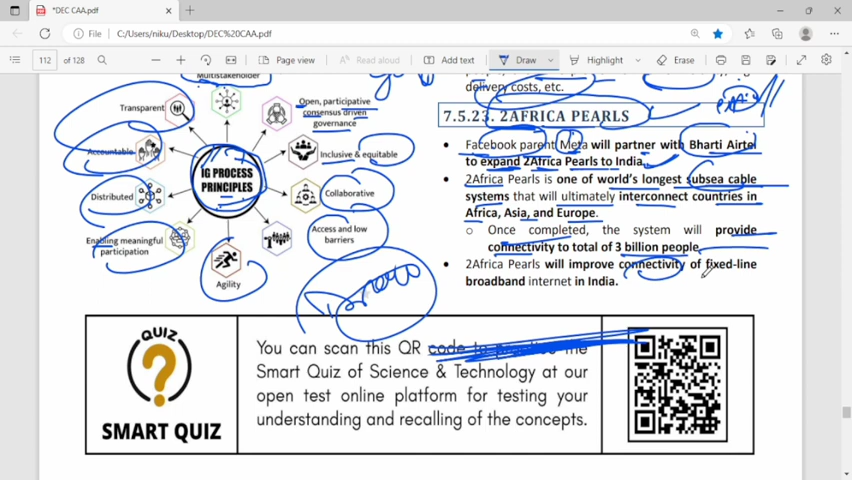 *DEC CAA.pdf
File
C:/Users/niku/Desktop/DEC%20CAA.pdf
112 of 128
Page view
Read aloud
Add text
Draw
Highlight
Erase
Multistakeholder
Transparent
Open, participative
consensus driven
governance
Accountable
IG PROCESS
PRINCIPLES
Inclusive & equitable
Distributed
Collaborative
Enabling meaningful
participation
Access and low
barriers
Agility
delivery costs, etc.
7.5.23. 2AFRICA PEARLS
• Facebook parent Meta will partner with Bharti Airtel
to expand 2Africa Pearls to India.
• 2Africa Pearls is one of world's longest subsea cable
systems that will ultimately interconnect countries in
Africa, Asia, and Europe.
o Once completed, the system will provide
connectivity to total of 3 billion people.
• 2Africa Pearls will improve connectivity of fixed-line
broadband internet in India.
QUIZ
?
SMART QUIZ
You can scan this QR code to practice the
Smart Quiz of Science & Technology at our
open test online platform for testing your
understanding and recalling of the concepts.